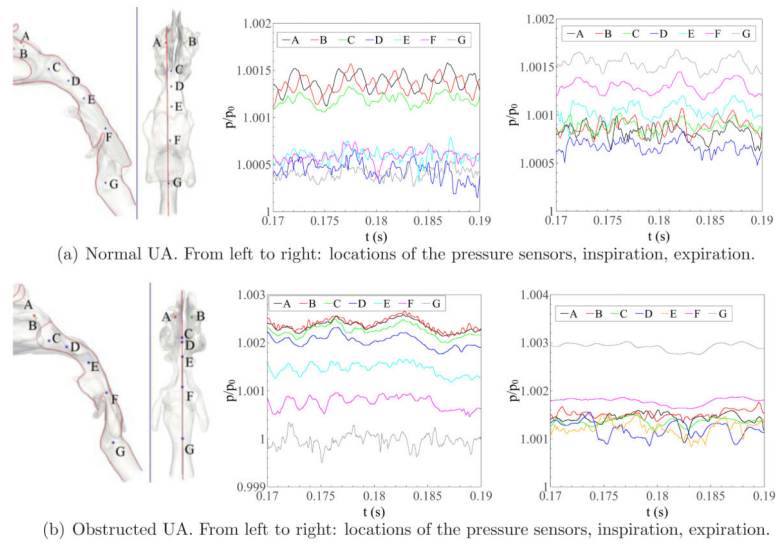 A
B
C
D
E
F
G
A
B
C
D
E
F
G
1.002
1.0015
1.001
1.0005
1
p/p0
A B C D E F G
0.17 0.175 0.18 0.185 0.19
t (s)
1.002
1.0015
1.001
1.0005
1
p/p0
A B C D E F G
0.17 0.175 0.18 0.185 0.19
t (s)
(a) Normal UA. From left to right: locations of the pressure sensors, inspiration, expiration.
A
B
C
D
E
F
G
A B
C
D
E
F
G
1.003
1.002
1.001
1
0.999
p/p0
A B C D E F G
0.17 0.175 0.18 0.185 0.19
t (s)
1.004
1.003
1.002
1.001
p/p0
A B C D E F G
0.17 0.175 0.18 0.185 0.19
t (s)
(b) Obstructed UA. From left to right: locations of the pressure sensors, inspiration, expiration.